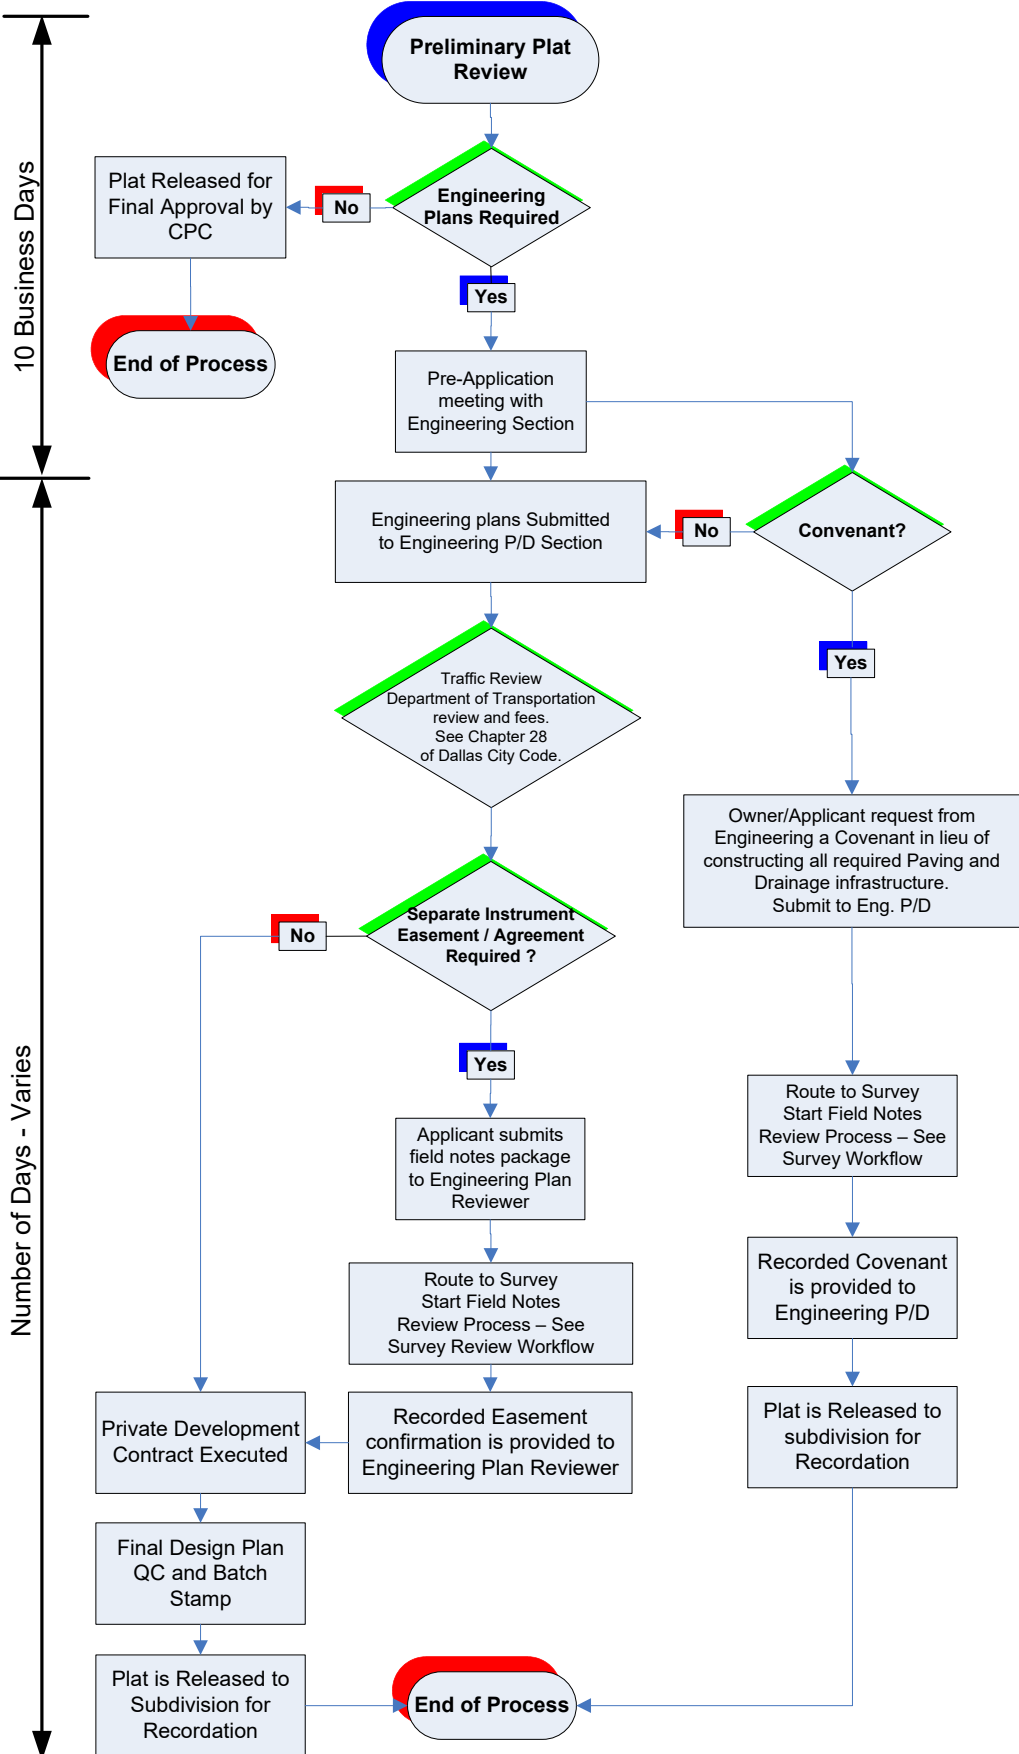 Preliminary Plat
Review
10 Business Days
Engineering
Plans Required
No
Plat Released for
Final Approval by
CPC
Yes
End of Process
Pre-Application
meeting with
Engineering Section
Engineering plans Submitted
to Engineering P/D Section
No
Convenant?
Yes
Traffic Review
Department of Transportation
review and fees.
See Chapter 28
of Dallas City Code.
Owner/Applicant request from
Engineering a Covenant in lieu of
constructing all required Paving and
Drainage infrastructure.
Submit to Eng. P/D
Separate Instrument
Easement / Agreement
Required ?
No
Yes
Number of Days - Varies
Applicant submits
field notes package
to Engineering Plan
Reviewer
Route to Survey
Start Field Notes
Review Process – See
Survey Workflow
Route to Survey
Start Field Notes
Review Process – See
Survey Review Workflow
Recorded Covenant
is provided to
Engineering P/D
Private Development
Contract Executed
Recorded Easement
confirmation is provided to
Engineering Plan Reviewer
Plat is Released to
subdivision for
Recordation
Final Design Plan
QC and Batch
Stamp
Plat is Released to
Subdivision for
Recordation
End of Process